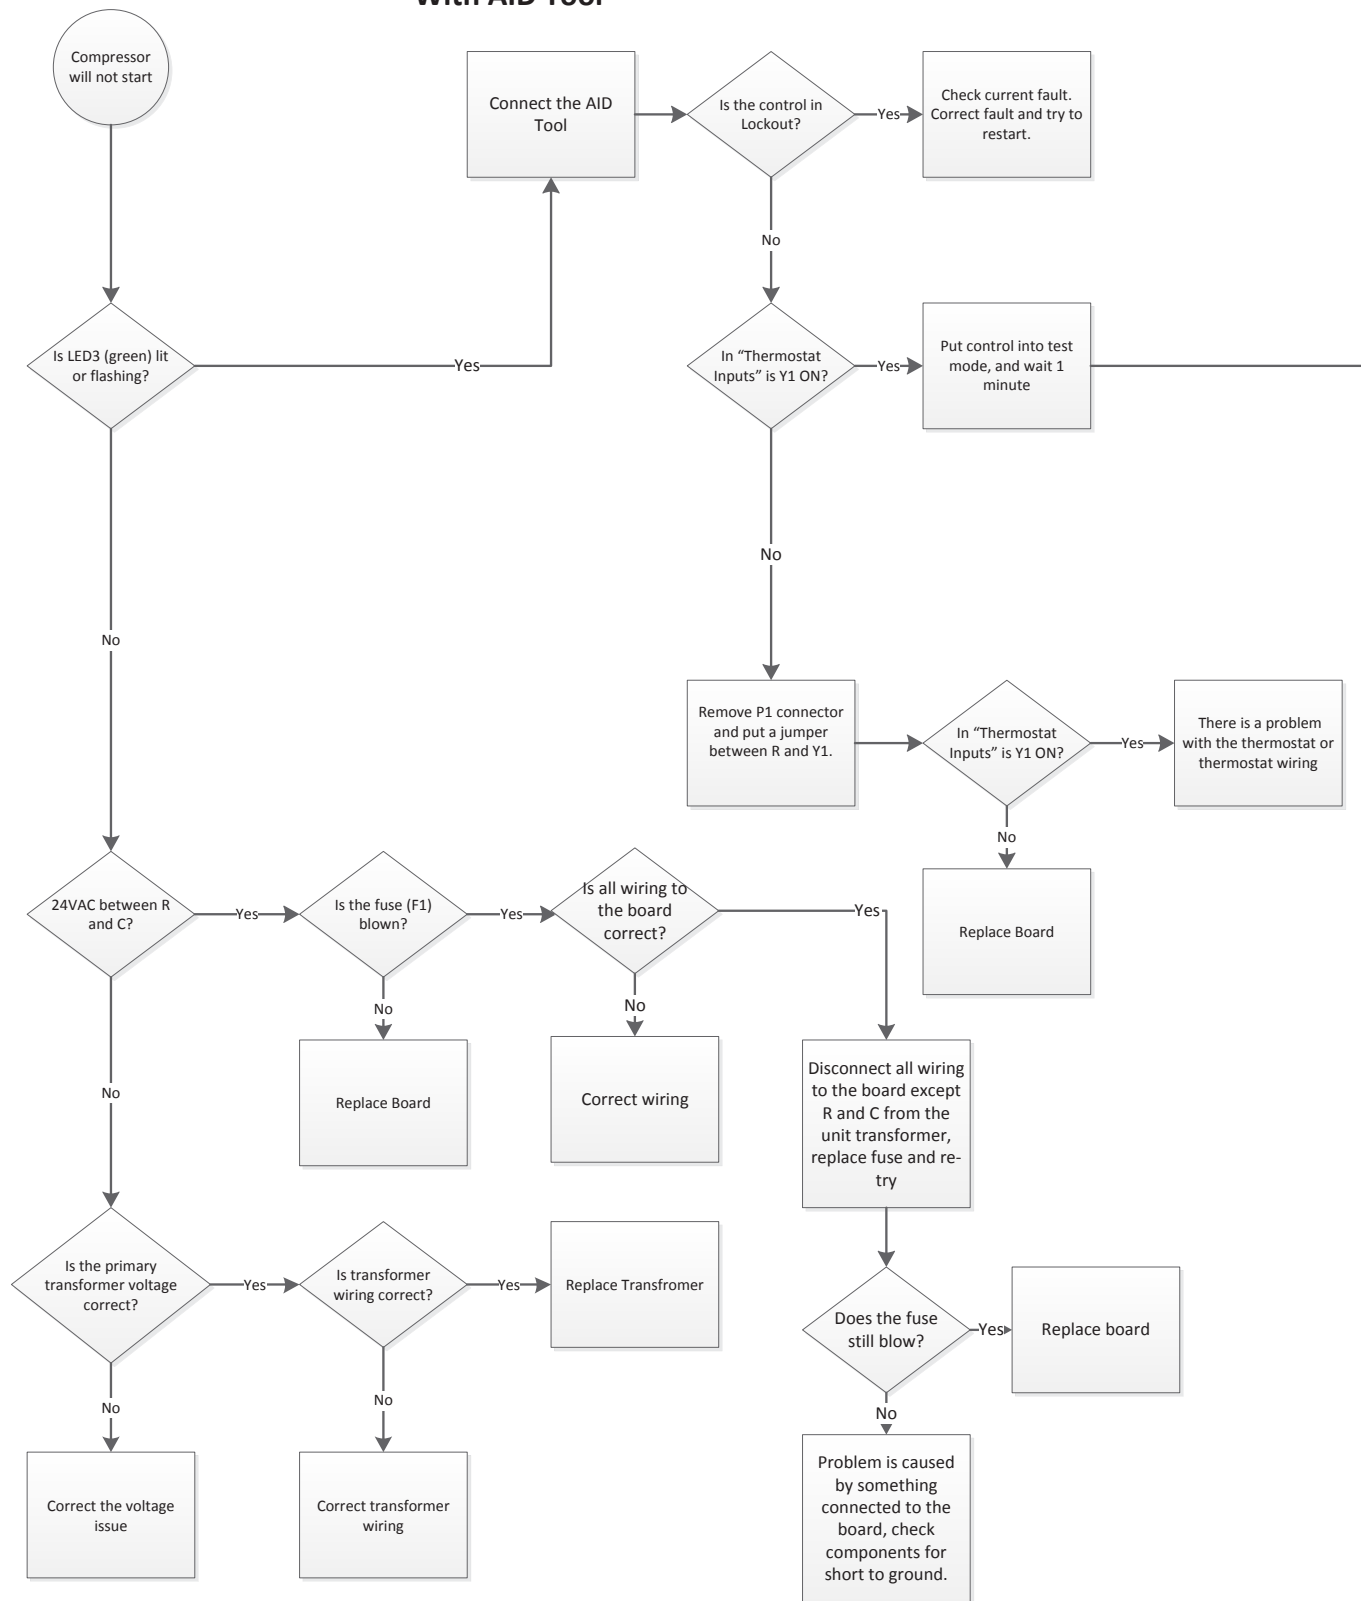 With AID Tool
Compressor
will not start
Connect the AID
Tool
Is the control in
Lockout?
Yes
Check current fault.
Correct fault and try to
restart.
No
Is LED3 (green) lit
or flashing?
Yes
In “Thermostat
Inputs” is Y1 ON?
Yes
Put control into test
mode, and wait 1
minute
No
No
Remove P1 connector
and put a jumper
between R and Y1.
In “Thermostat
Inputs” is Y1 ON?
Yes
There is a problem
with the thermostat or
thermostat wiring
No
Replace Board
24VAC between R
and C?
Yes
Is the fuse (F1)
blown?
Yes
Is all wiring to
the board
correct?
Yes
No
Replace Board
No
Correct wiring
Disconnect all wiring
to the board except
R and C from the
unit transformer,
replace fuse and re-
try
No
Is the primary
transformer voltage
correct?
Yes
Is transformer
wiring correct?
Yes
Replace Transfromer
Does the fuse
still blow?
Yes
Replace board
No
Correct the voltage
issue
No
Correct transformer
wiring
No
Problem is caused
by something
connected to the
board, check
components for
short to ground.